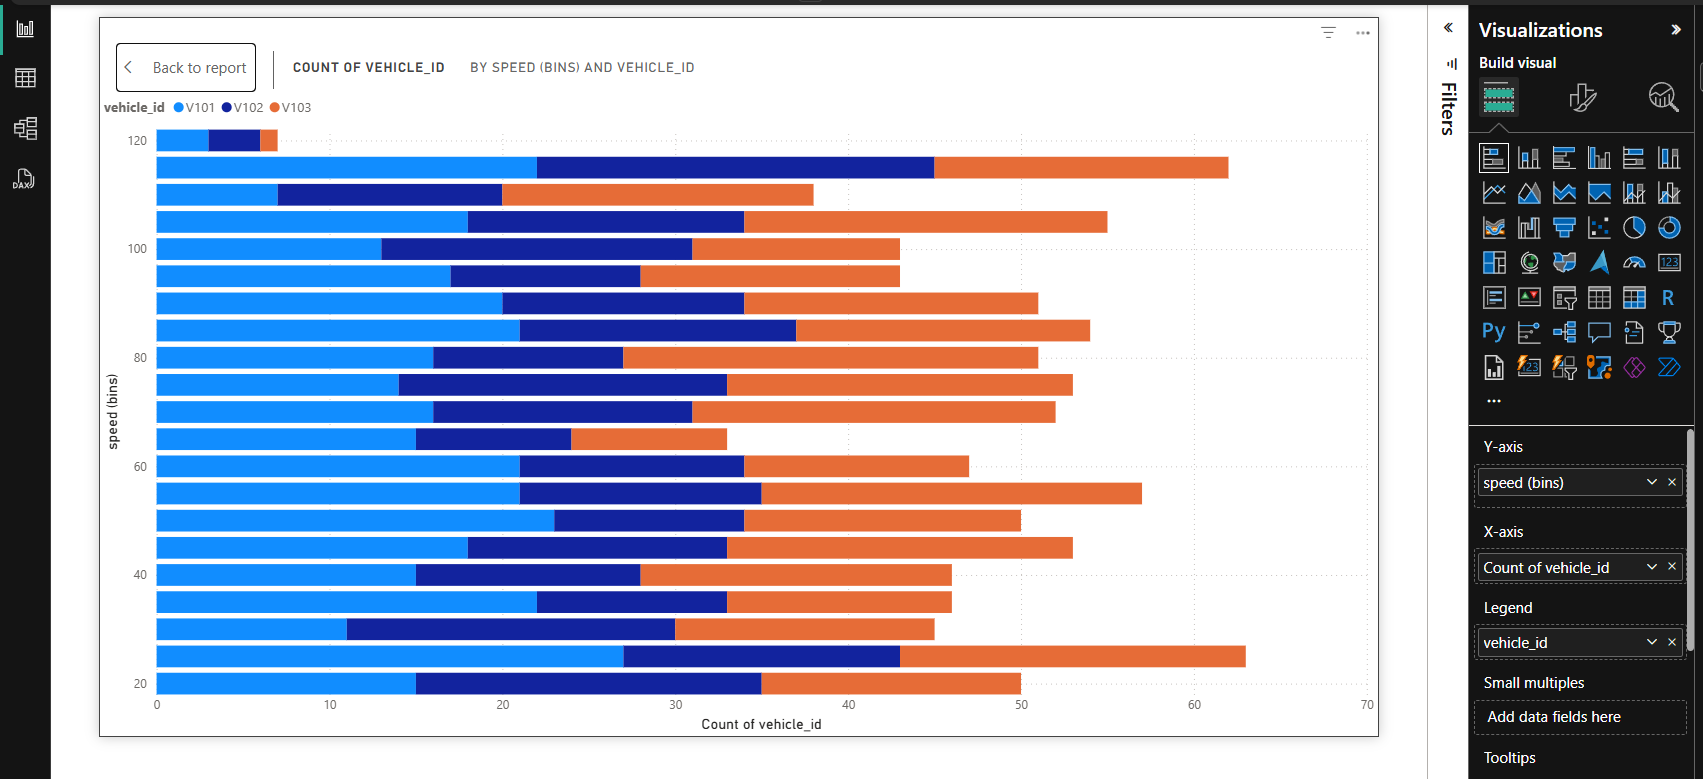 Back to report
COUNT OF VEHICLE_ID
BY SPEED (BINS) AND VEHICLE_ID
vehicle_id V101 V102 V103
120
100
80
60
40
20
speed (bins)
0 10 20 30 40 50 60 70
Count of vehicle_id
Filters
Visualizations
Build visual
123
R
Py
123
...
Y-axis
speed (bins)
X-axis
Count of vehicle_id
Legend
vehicle_id
Small multiples
Add data fields here
Tooltips
DAX